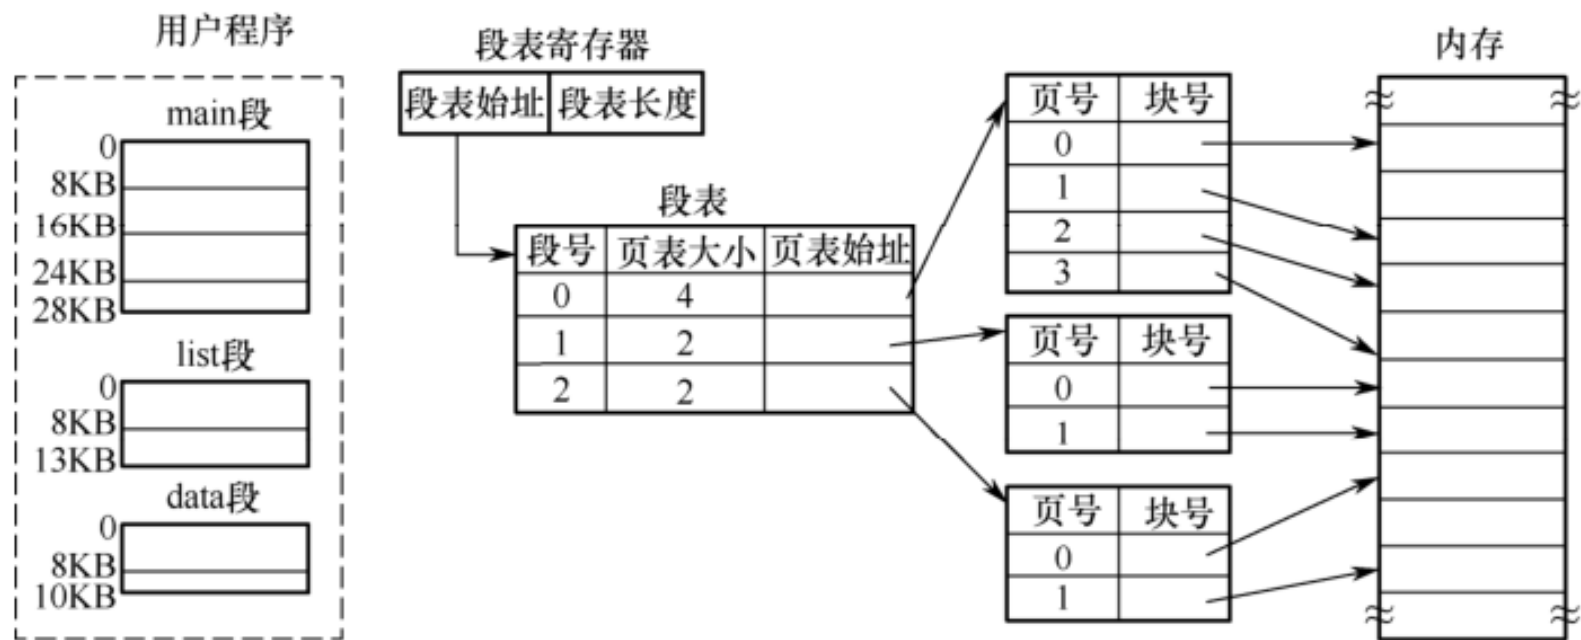 用户程序
main段
0
8KB
16KB
24KB
28KB
list段
0
8KB
13KB
data段
0
8KB
10KB
段表寄存器
段表始址 段表长度
段表
段号 页表大小 页表始址
0 4
1 2
2 2
页号 块号
0
1
2
3
页号 块号
0
1
页号 块号
0
1
内存